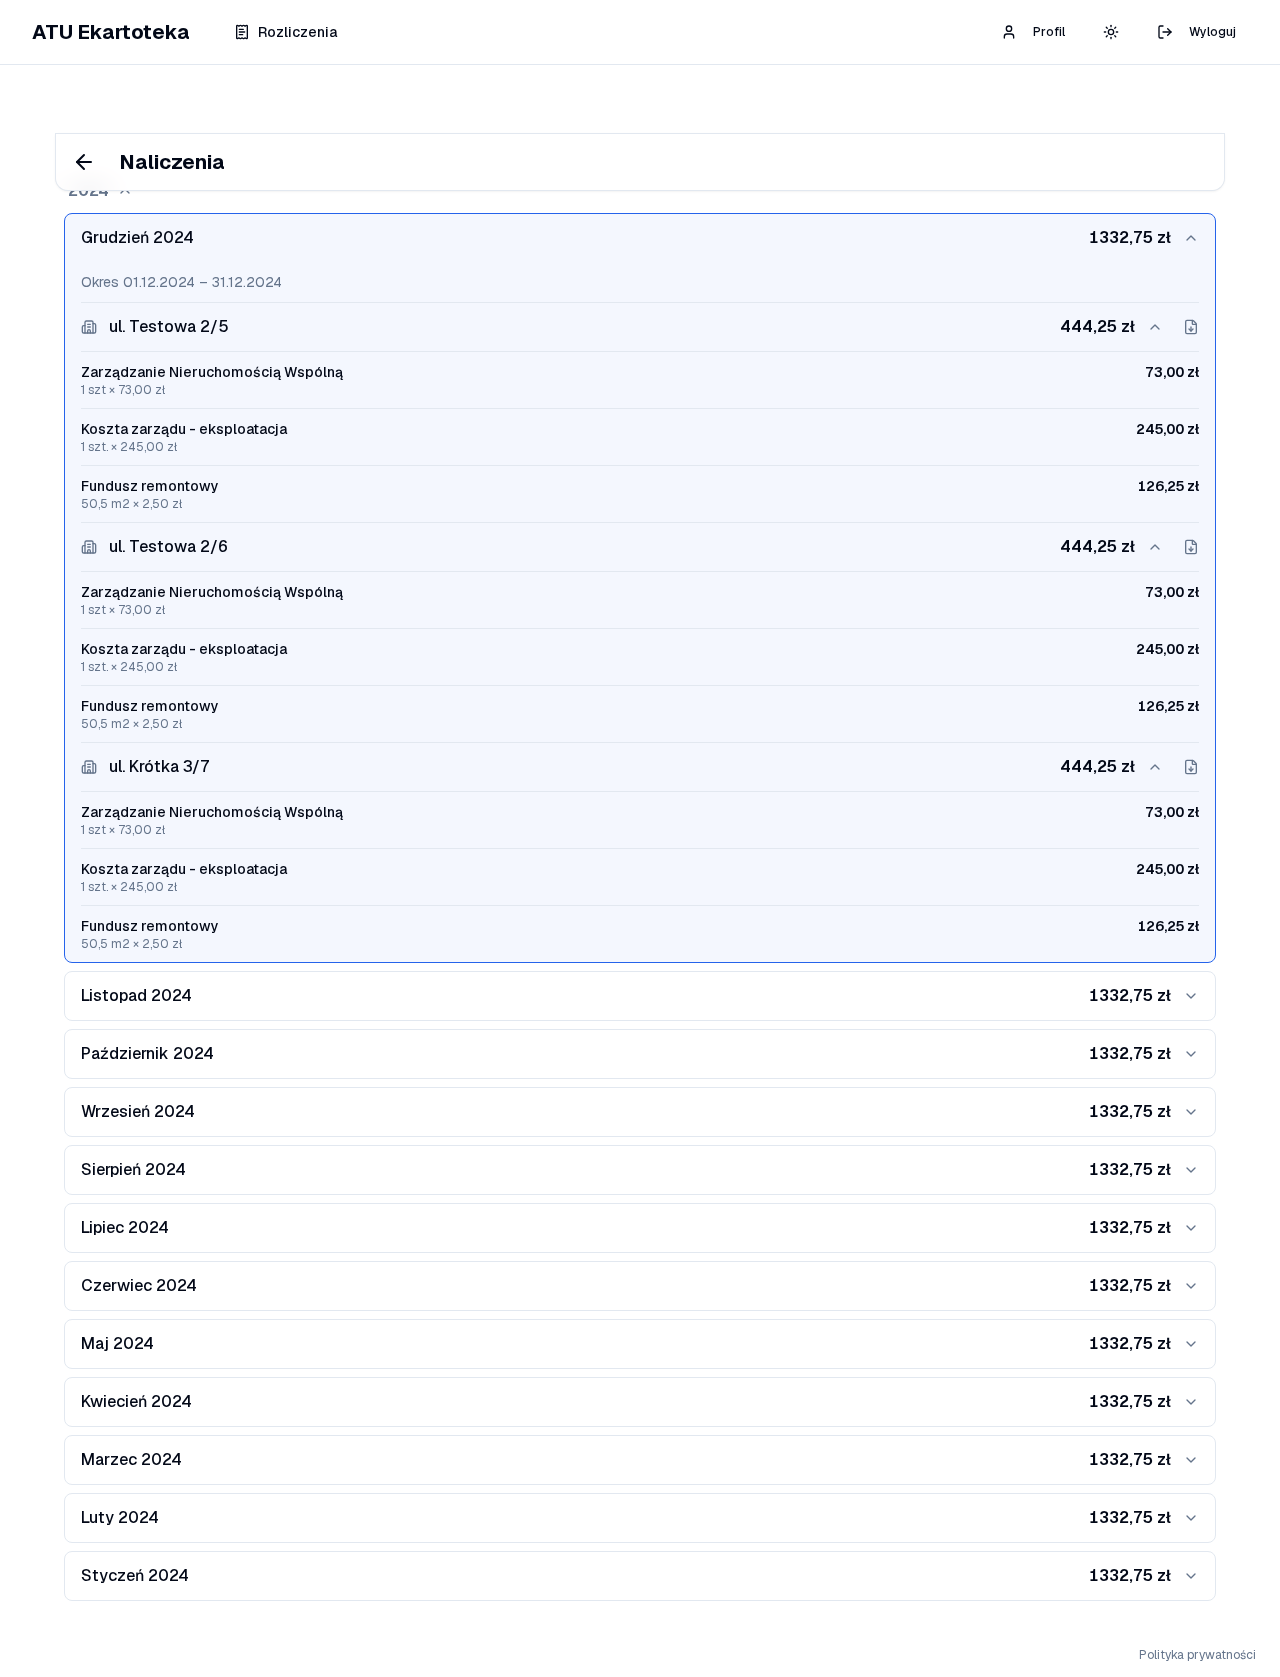 ATU Ekartoteka
Rozliczenia
Profil
Wyloguj
Naliczenia
2024
Grudzień 2024
1332,75 zł
Okres 01.12.2024 – 31.12.2024
ul. Testowa 2/5
444,25 zł
Zarządzanie Nieruchomością Wspólną
73,00 zł
1 szt × 73,00 zł
Koszta zarządu - eksploatacja
245,00 zł
1 szt. × 245,00 zł
Fundusz remontowy
126,25 zł
50,5 m2 × 2,50 zł
ul. Testowa 2/6
444,25 zł
Zarządzanie Nieruchomością Wspólną
73,00 zł
1 szt × 73,00 zł
Koszta zarządu - eksploatacja
245,00 zł
1 szt. × 245,00 zł
Fundusz remontowy
126,25 zł
50,5 m2 × 2,50 zł
ul. Krótka 3/7
444,25 zł
Zarządzanie Nieruchomością Wspólną
73,00 zł
1 szt × 73,00 zł
Koszta zarządu - eksploatacja
245,00 zł
1 szt. × 245,00 zł
Fundusz remontowy
126,25 zł
50,5 m2 × 2,50 zł
Listopad 2024
1332,75 zł
Październik 2024
1332,75 zł
Wrzesień 2024
1332,75 zł
Sierpień 2024
1332,75 zł
Lipiec 2024
1332,75 zł
Czerwiec 2024
1332,75 zł
Maj 2024
1332,75 zł
Kwiecień 2024
1332,75 zł
Marzec 2024
1332,75 zł
Luty 2024
1332,75 zł
Styczeń 2024
1332,75 zł
Polityka prywatności